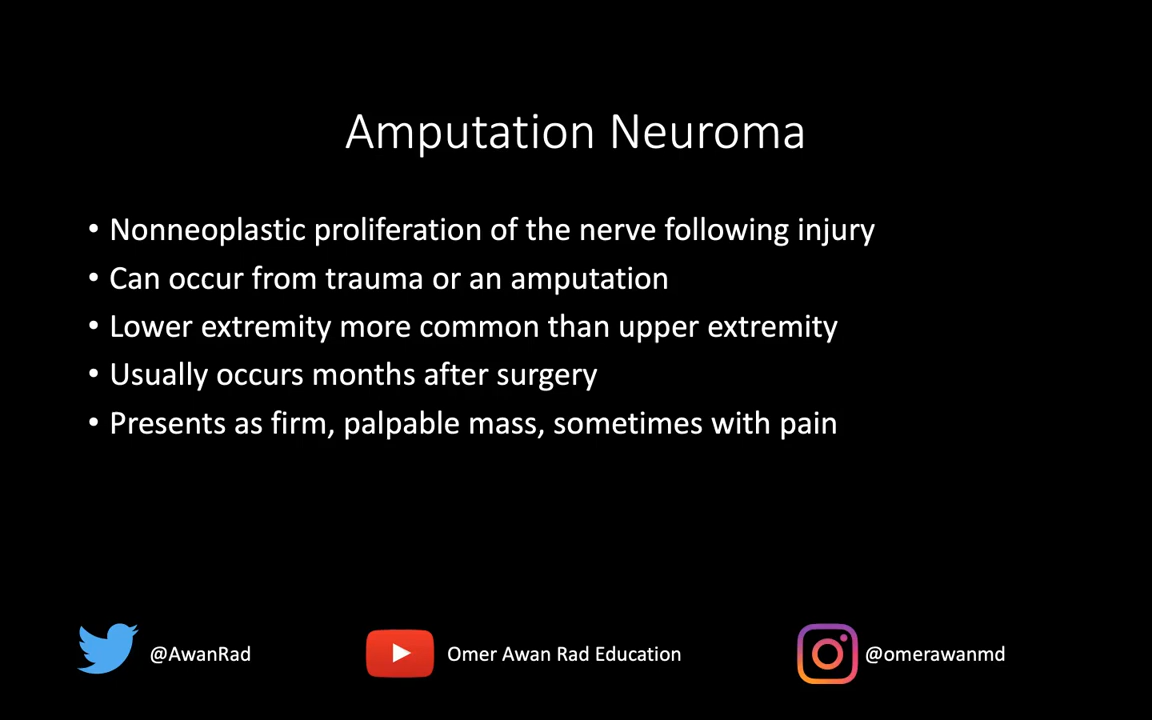 Amputation Neuroma
• Nonneoplastic proliferation of the nerve following injury
• Can occur from trauma or an amputation
• Lower extremity more common than upper extremity
• Usually occurs months after surgery
• Presents as firm, palpable mass, sometimes with pain
@AwanRad
Omer Awan Rad Education
@omerawanmd